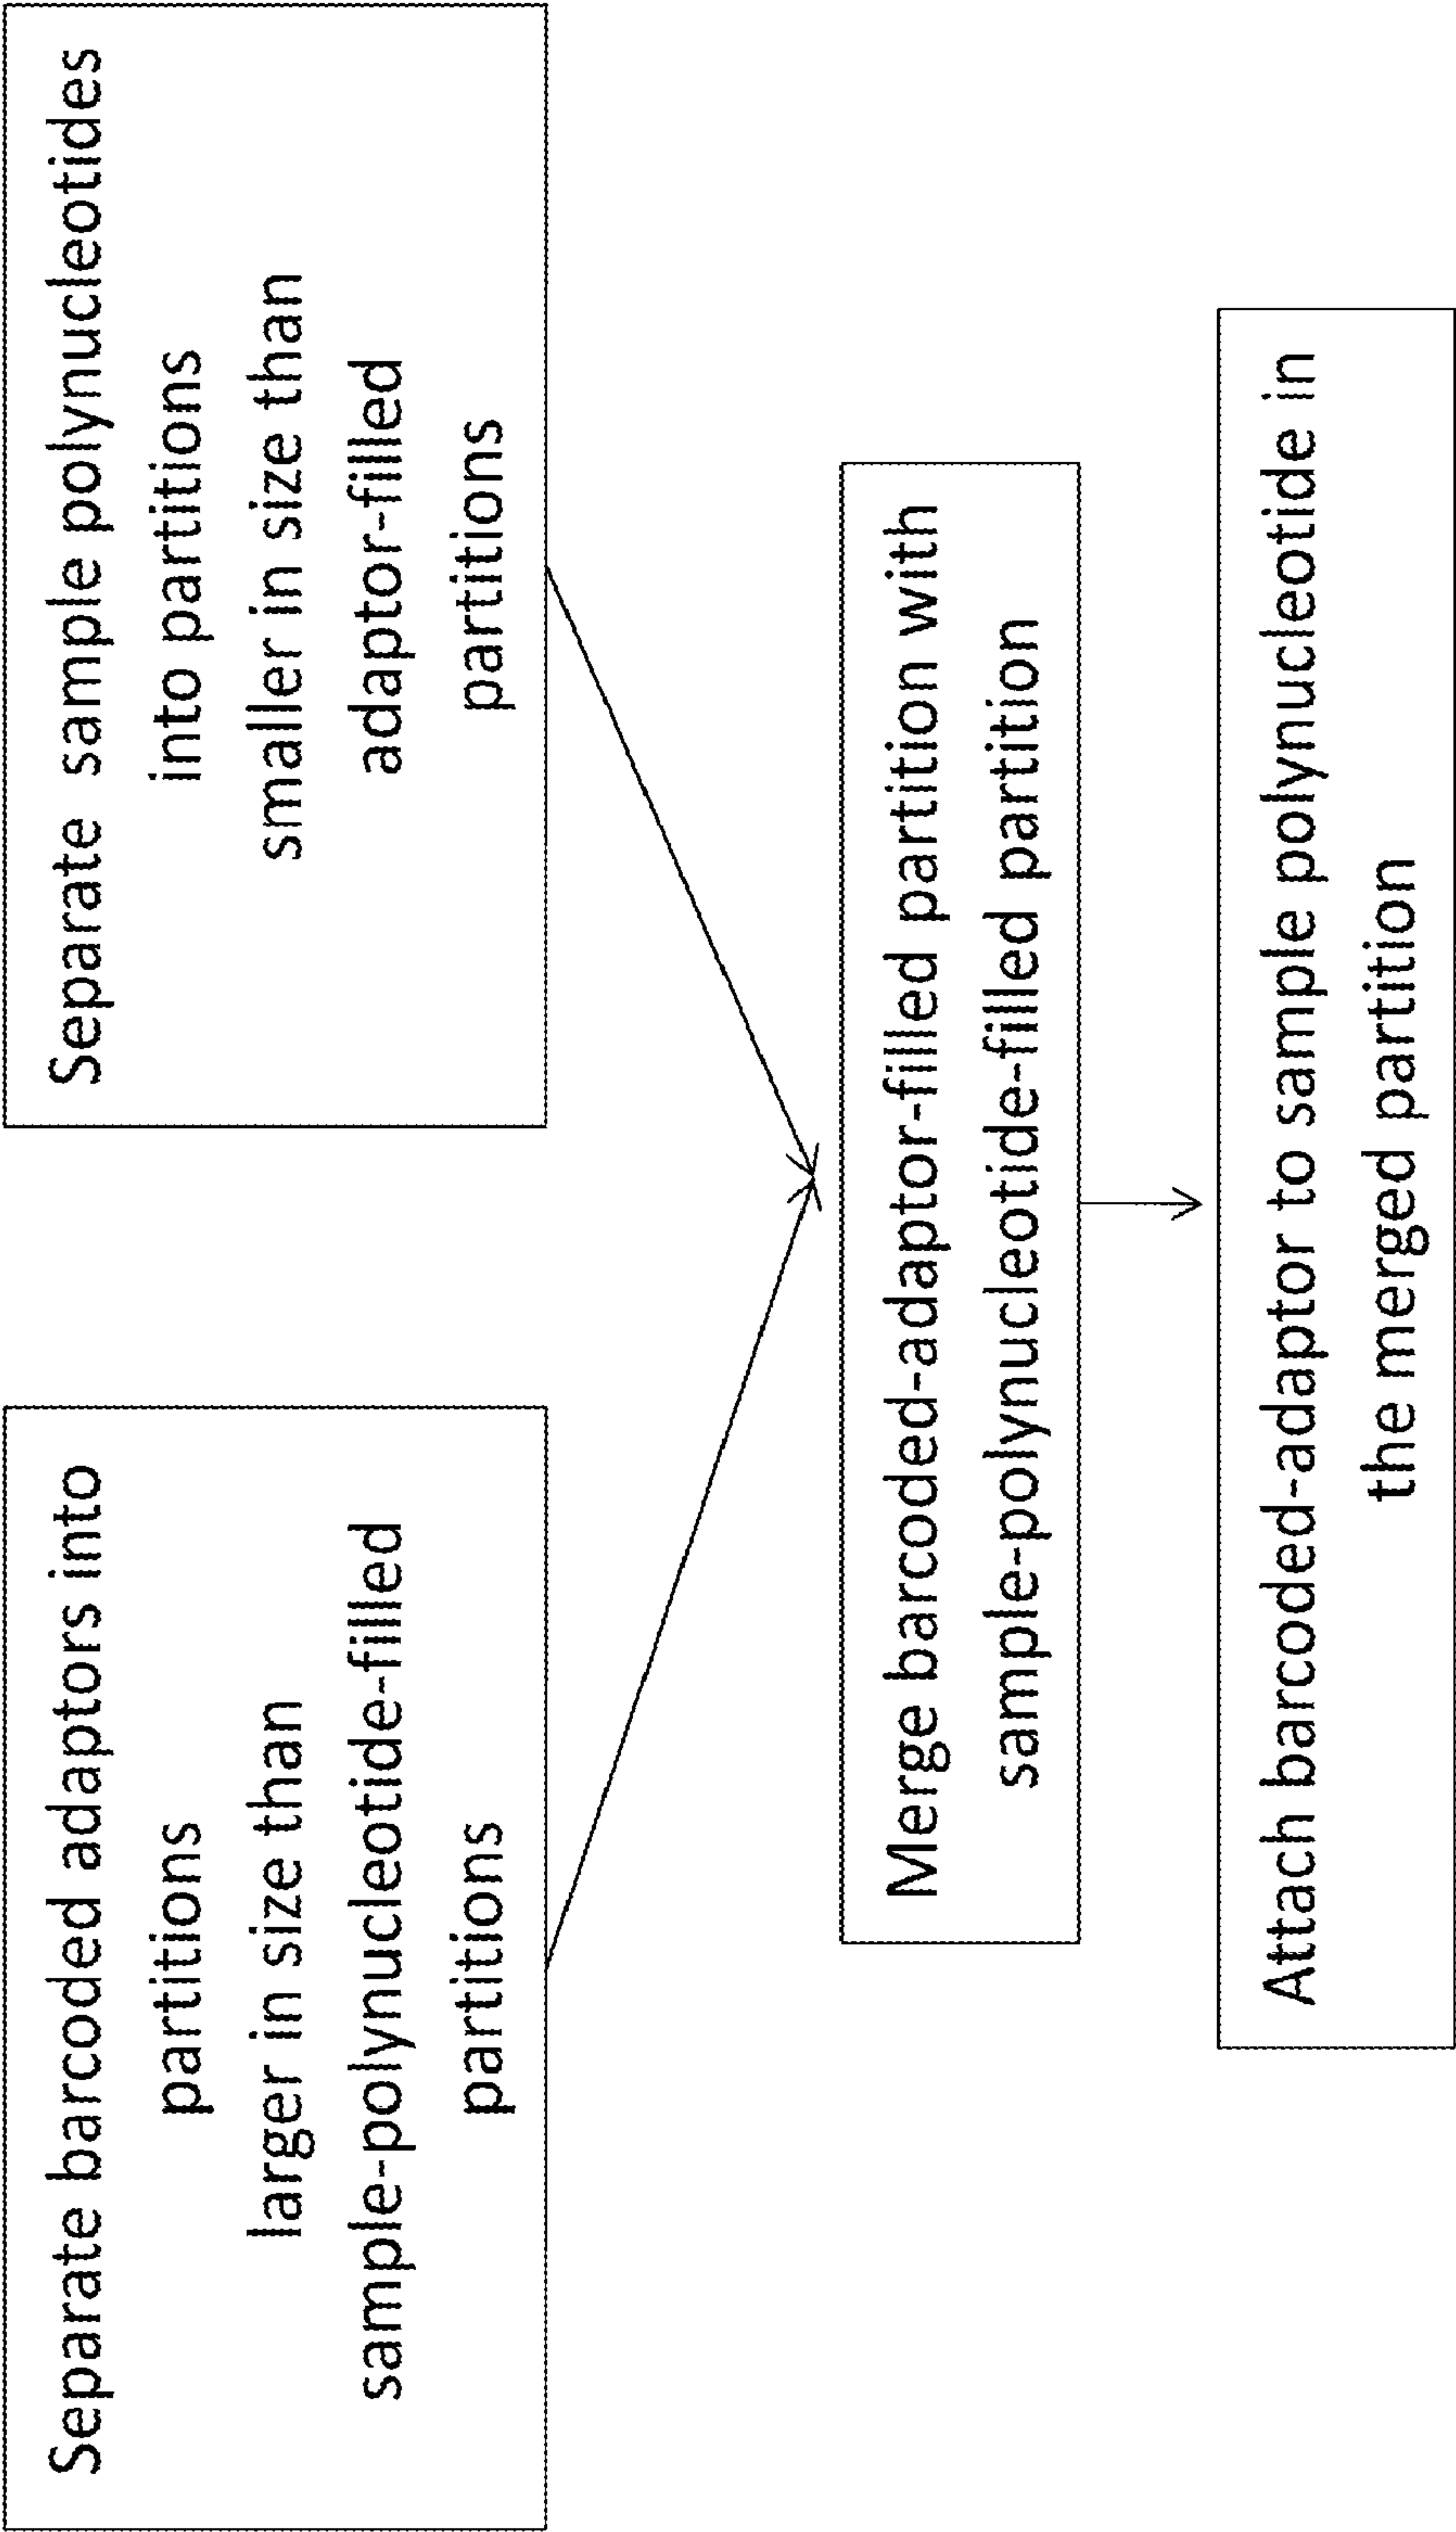 Separate barcoded adaptors into
partitions
larger in size than
sample-polynucleotide-filled
partitions
Separate sample polynucleotides
into partitions
smaller in size than
adaptor-filled
partitions
Merge barcoded-adaptor-filled partition with
sample-polynucleotide-filled partition
Attach barcoded-adaptor to sample polynucleotide in
the merged partition